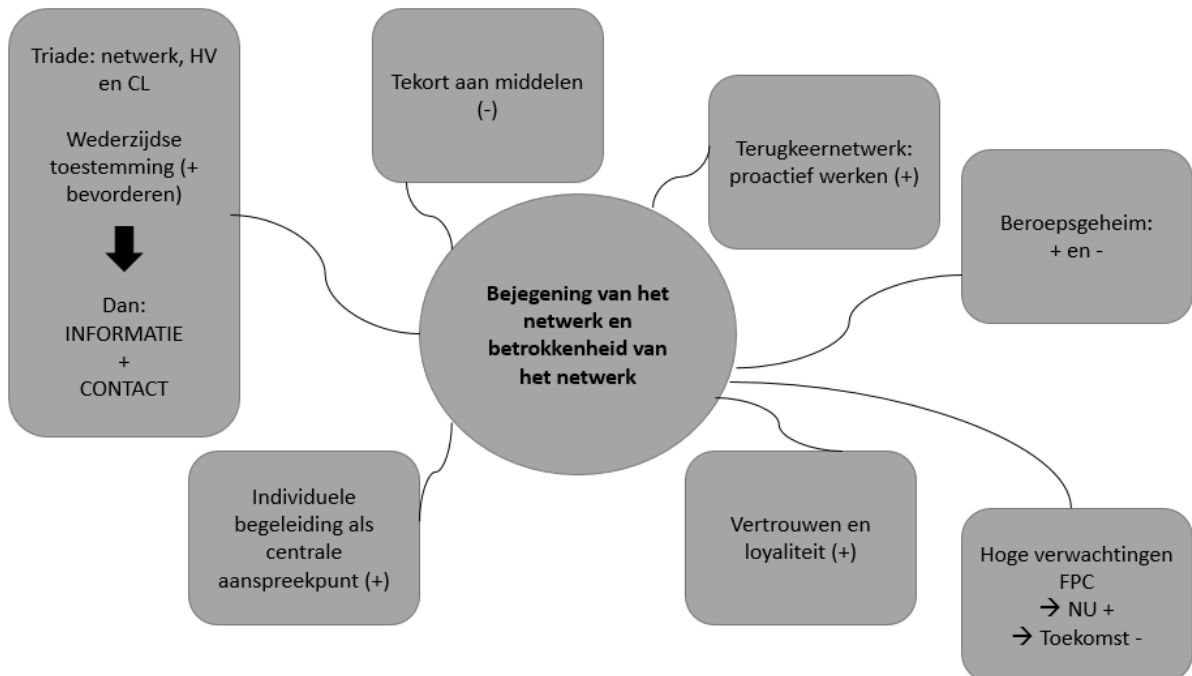 Triade: netwerk, HV
en CL
Wederzijdse
toestemming (+
bevorderen)
Dan:
INFORMATIE
+
CONTACT
Tekort aan middelen
(-)
Terugkeernetwerk:
proactief werken (+)
Beroepsgeheim:
+ en -
Bejegening van het
netwerk en
betrokkenheid van
het netwerk
Individuele
begeleiding als
centrale
aanspreekpunt (+)
Vertrouwen en
loyaliteit (+)
Hoge verwachtingen
FPC
→ NU +
→ Toekomst -